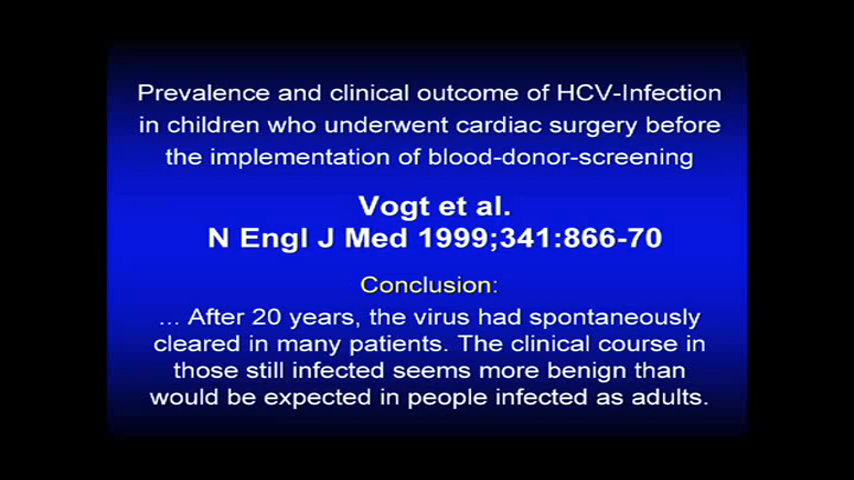 Prevalence and clinical outcome of HCV-Infection
in children who underwent cardiac surgery before
the implementation of blood-donor-screening
Vogt et al.
N Engl J Med 1999;341:866-70
Conclusion:
... After 20 years, the virus had spontaneously
cleared in many patients. The clinical course in
those still infected seems more benign than
would be expected in people infected as adults.